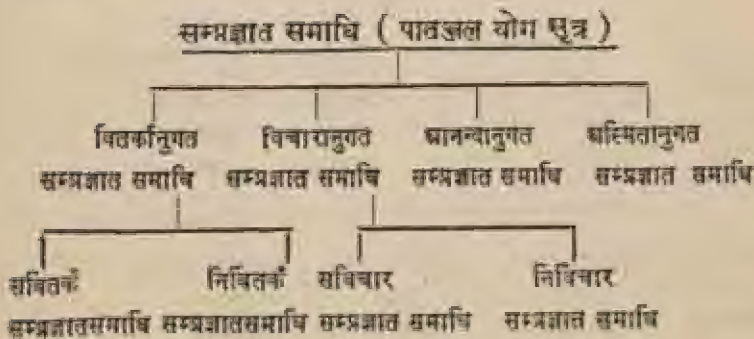 सम्प्रज्ञात समाधि ( पातञ्जल योग सूत्र )
वितर्कानुगत विचारानुगत आनन्दानुगत अस्मितानुगत
सम्प्रज्ञात समाधि सम्प्रज्ञात समाधि सम्प्रज्ञात समाधि सम्प्रज्ञात समाधि
सवितर्क निर्वितर्क सविचार निर्विचार
सम्प्रज्ञातसमाधि सम्प्रज्ञातसमाधि सम्प्रज्ञात समाधि सम्प्रज्ञात समाधि